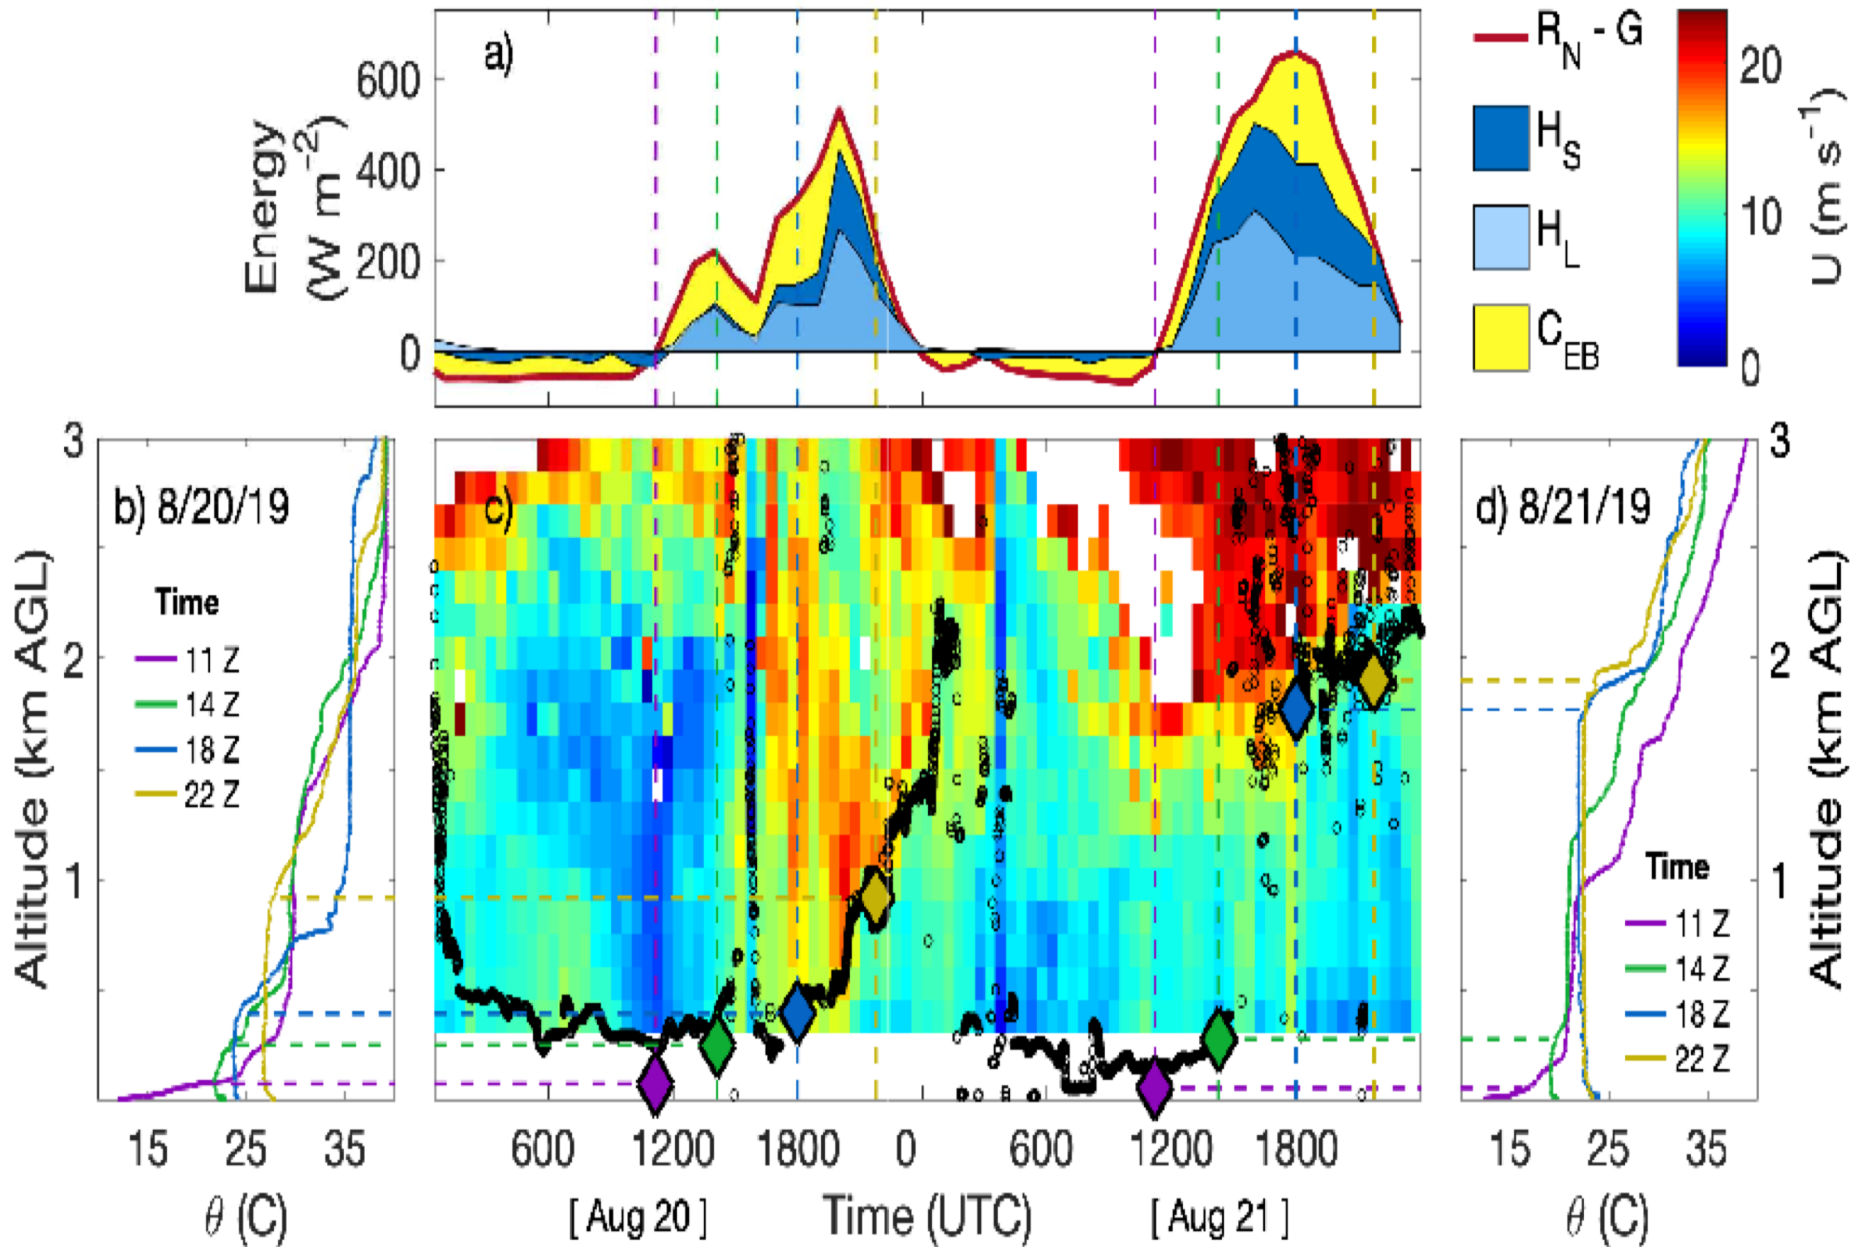 a)
Energy
(W m⁻²)
600
400
200
0
R_N - G
H_S
H_L
C_EB
20
10
0
U (m s⁻¹)
b) 8/20/19
Time
11 Z
14 Z
18 Z
22 Z
3
2
1
Altitude (km AGL)
15 25 35
θ (C)
c)
600 1200 1800 0 600 1200 1800
[ Aug 20 ] Time (UTC) [ Aug 21 ]
d) 8/21/19
Time
11 Z
14 Z
18 Z
22 Z
3
2
1
Altitude (km AGL)
15 25 35
θ (C)